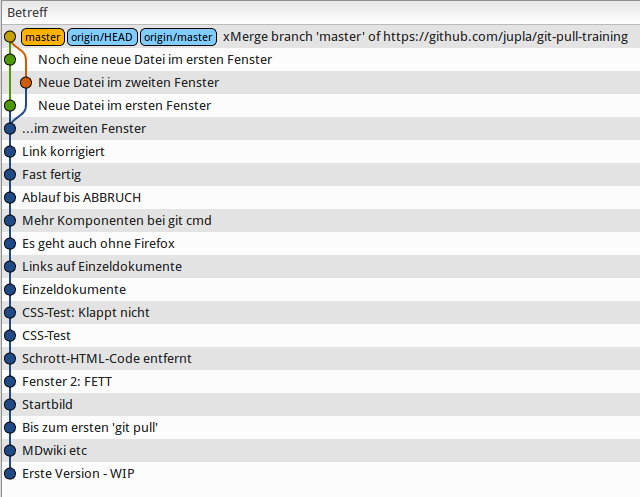 Betreff
master origin/HEAD origin/master xMerge branch 'master' of https://github.com/jupla/git-pull-training
Noch eine neue Datei im ersten Fenster
Neue Datei im zweiten Fenster
Neue Datei im ersten Fenster
...im zweiten Fenster
Link korrigiert
Fast fertig
Ablauf bis ABBRUCH
Mehr Komponenten bei git cmd
Es geht auch ohne Firefox
Links auf Einzeldokumente
Einzeldokumente
CSS-Test: Klappt nicht
CSS-Test
Schrott-HTML-Code entfernt
Fenster 2: FETT
Startbild
Bis zum ersten 'git pull'
MDwiki etc
Erste Version - WIP